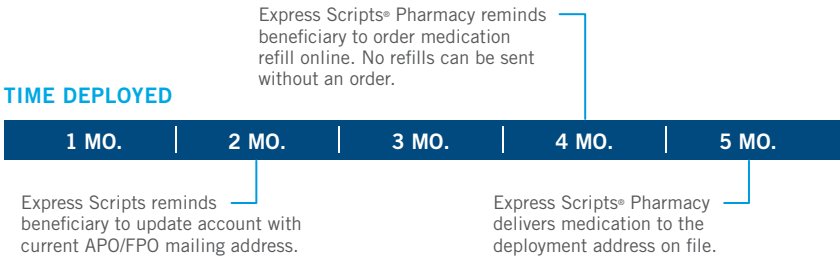 Express Scripts® Pharmacy reminds
beneficiary to order medication
refill online. No refills can be sent
without an order.
TIME DEPLOYED
1 MO.
2 MO.
3 MO.
4 MO.
5 MO.
Express Scripts reminds
beneficiary to update account with
current APO/FPO mailing address.
Express Scripts® Pharmacy
delivers medication to the
deployment address on file.